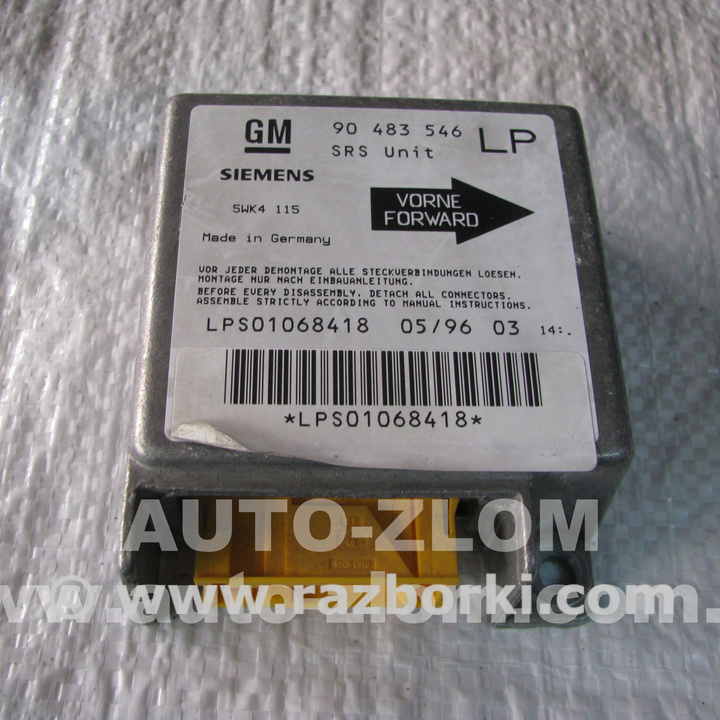 GM 90 483 546 LP
SRS Unit
SIEMENS
VORNE
FORWARD
5WK4 115
Made in Germany
VOR JEDER DEMONTAGE ALLE STECKVERBINDUNGEN LOESEN.
MONTAGE NUR NACH EINBAUANLEITUNG.
BEFORE EVERY DISASSEMBLY, DETACH ALL CONNECTORS.
ASSEMBLE STRICTLY ACCORDING TO MANUAL INSTRUCTIONS.
LPS01068418 05/96 03 14:.
*LPS01068418*
AUTO-ZLOM
www.razborki.com.